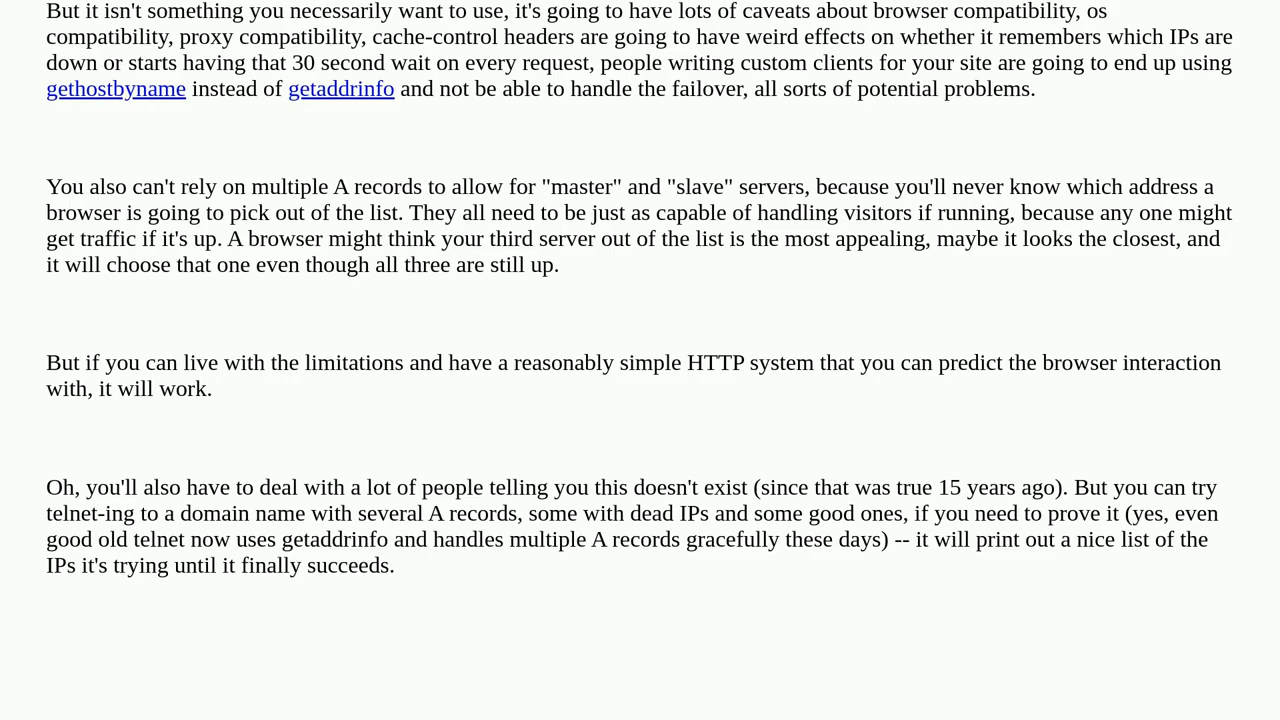 But it isn't something you necessarily want to use, it's going to have lots of caveats about browser compatibility, os
compatibility, proxy compatibility, cache-control headers are going to have weird effects on whether it remembers which IPs are
down or starts having that 30 second wait on every request, people writing custom clients for your site are going to end up using
gethostbyname instead of getaddrinfo and not be able to handle the failover, all sorts of potential problems.
You also can't rely on multiple A records to allow for "master" and "slave" servers, because you'll never know which address a
browser is going to pick out of the list. They all need to be just as capable of handling visitors if running, because any one might
get traffic if it's up. A browser might think your third server out of the list is the most appealing, maybe it looks the closest, and
it will choose that one even though all three are still up.
But if you can live with the limitations and have a reasonably simple HTTP system that you can predict the browser interaction
with, it will work.
Oh, you'll also have to deal with a lot of people telling you this doesn't exist (since that was true 15 years ago). But you can try
telnet-ing to a domain name with several A records, some with dead IPs and some good ones, if you need to prove it (yes, even
good old telnet now uses getaddrinfo and handles multiple A records gracefully these days) -- it will print out a nice list of the
IPs it's trying until it finally succeeds.